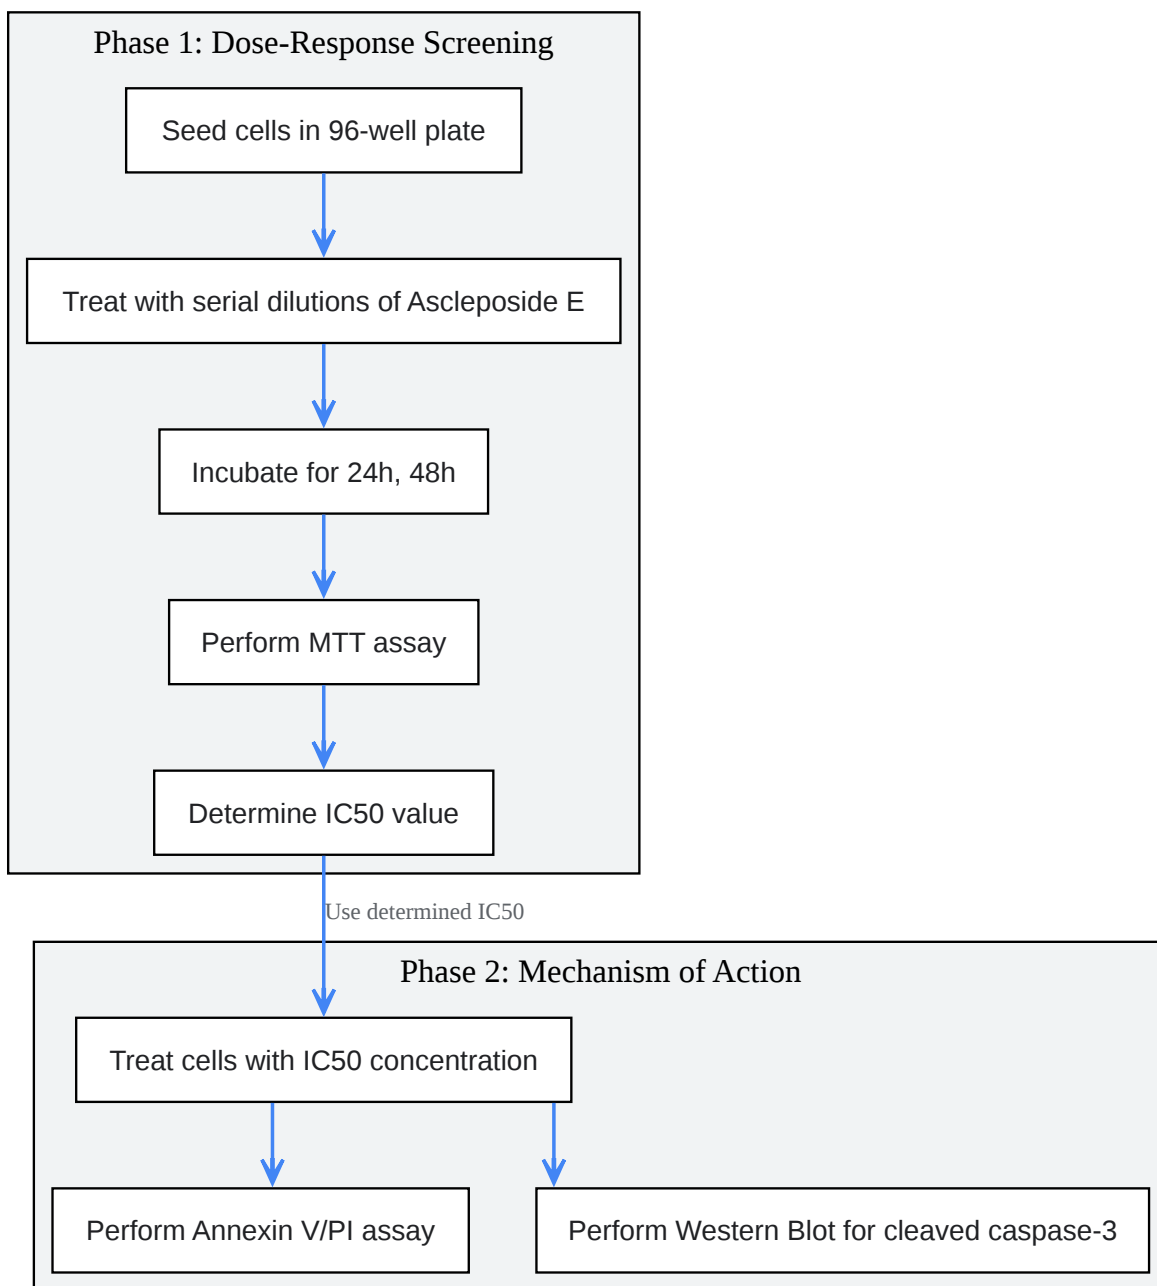 Phase 1: Dose-Response Screening
Seed cells in 96-well plate
Treat with serial dilutions of Ascleposide E
Incubate for 24h, 48h
Perform MTT assay
Determine IC50 value
Use determined IC50
Phase 2: Mechanism of Action
Treat cells with IC50 concentration
Perform Annexin V/PI assay
Perform Western Blot for cleaved caspase-3